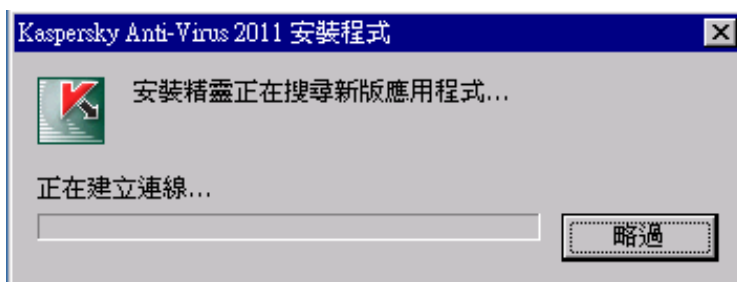 Kaspersky Anti-Virus 2011 安裝程式
安裝精靈正在搜尋新版應用程式...
正在建立連線...
略過